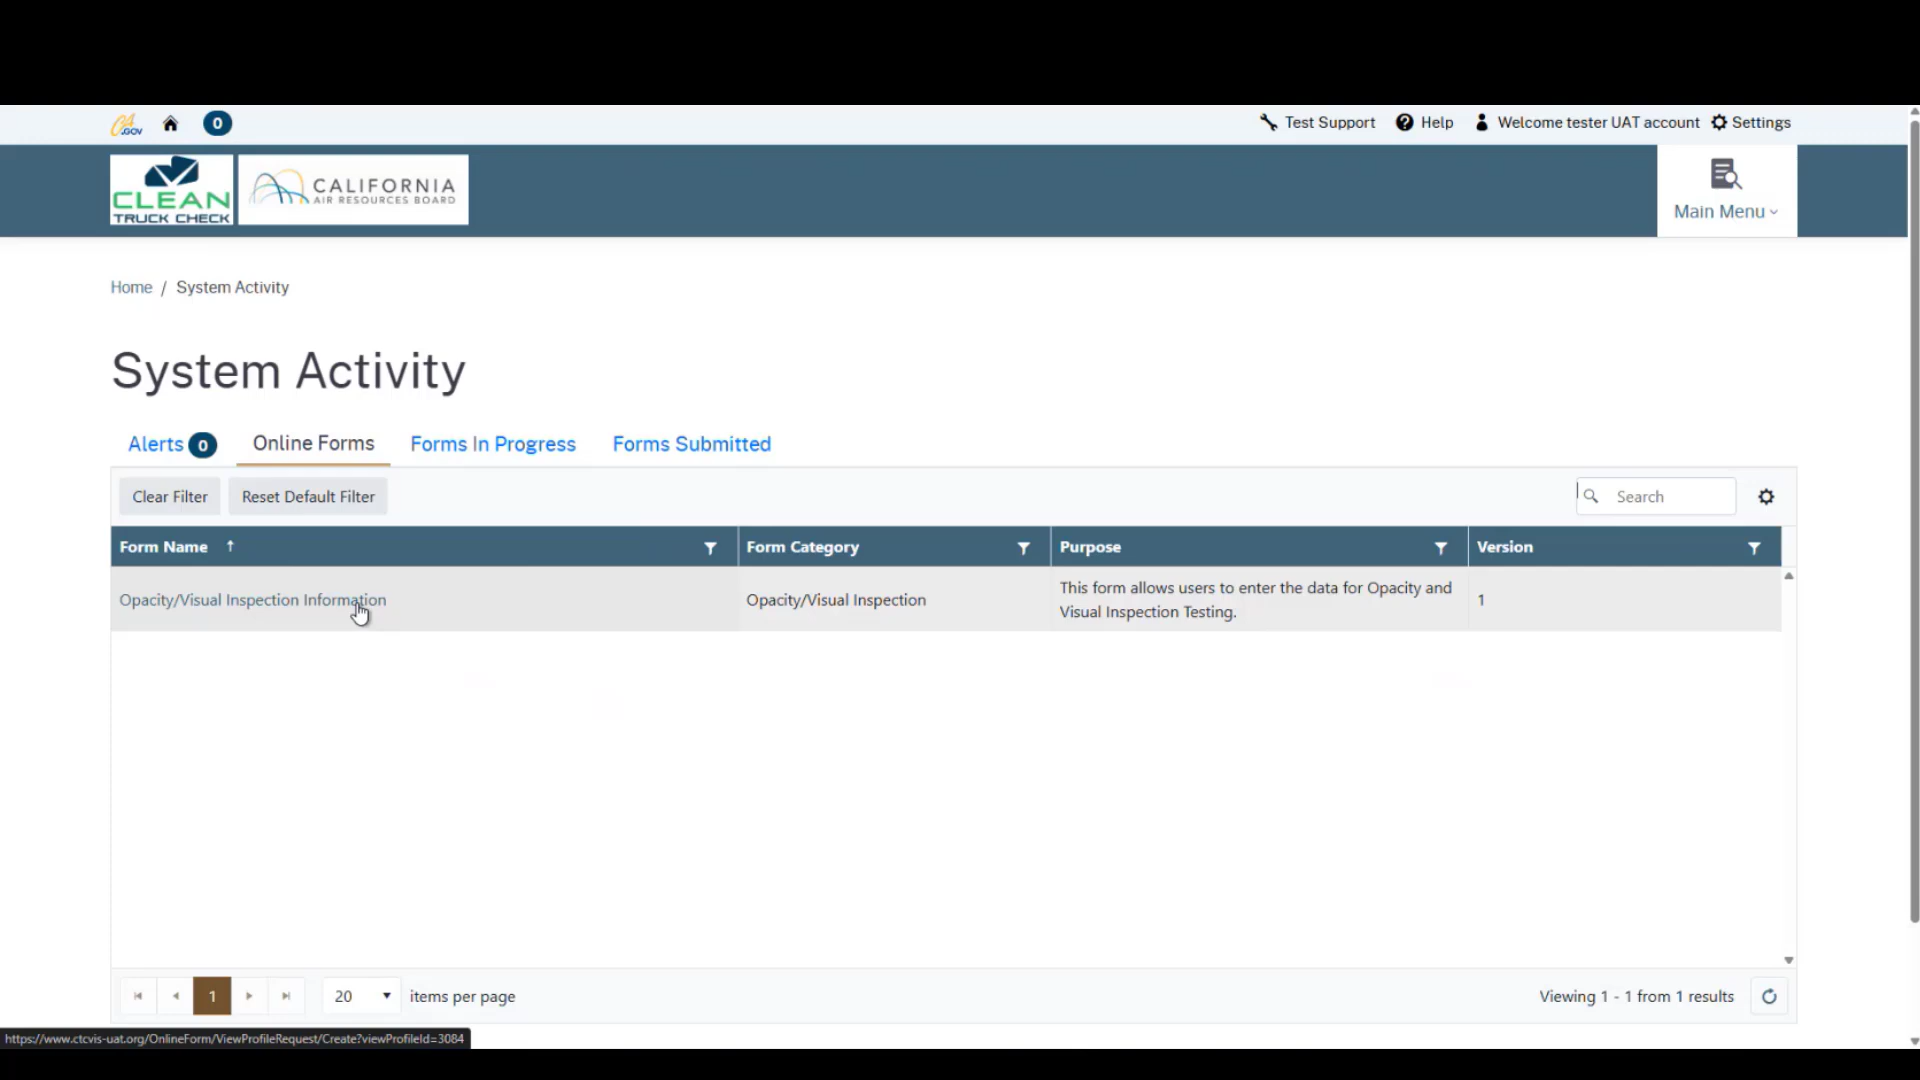 CA.GOV 0 Test Support Help Welcome tester UAT account Settings
CLEAN
TRUCK CHECK
CALIFORNIA
AIR RESOURCES BOARD
Main Menu
Home / System Activity
System Activity
Alerts 0 Online Forms Forms In Progress Forms Submitted
Clear Filter Reset Default Filter Search
Form Name ↑ Form Category Purpose Version
Opacity/Visual Inspection Information Opacity/Visual Inspection This form allows users to enter the data for Opacity and
Visual Inspection Testing. 1
1 20 items per page Viewing 1 - 1 from 1 results
https://www.ctcvis-uat.org/OnlineForm/ViewProfileRequest/Create?viewProfileId=3084